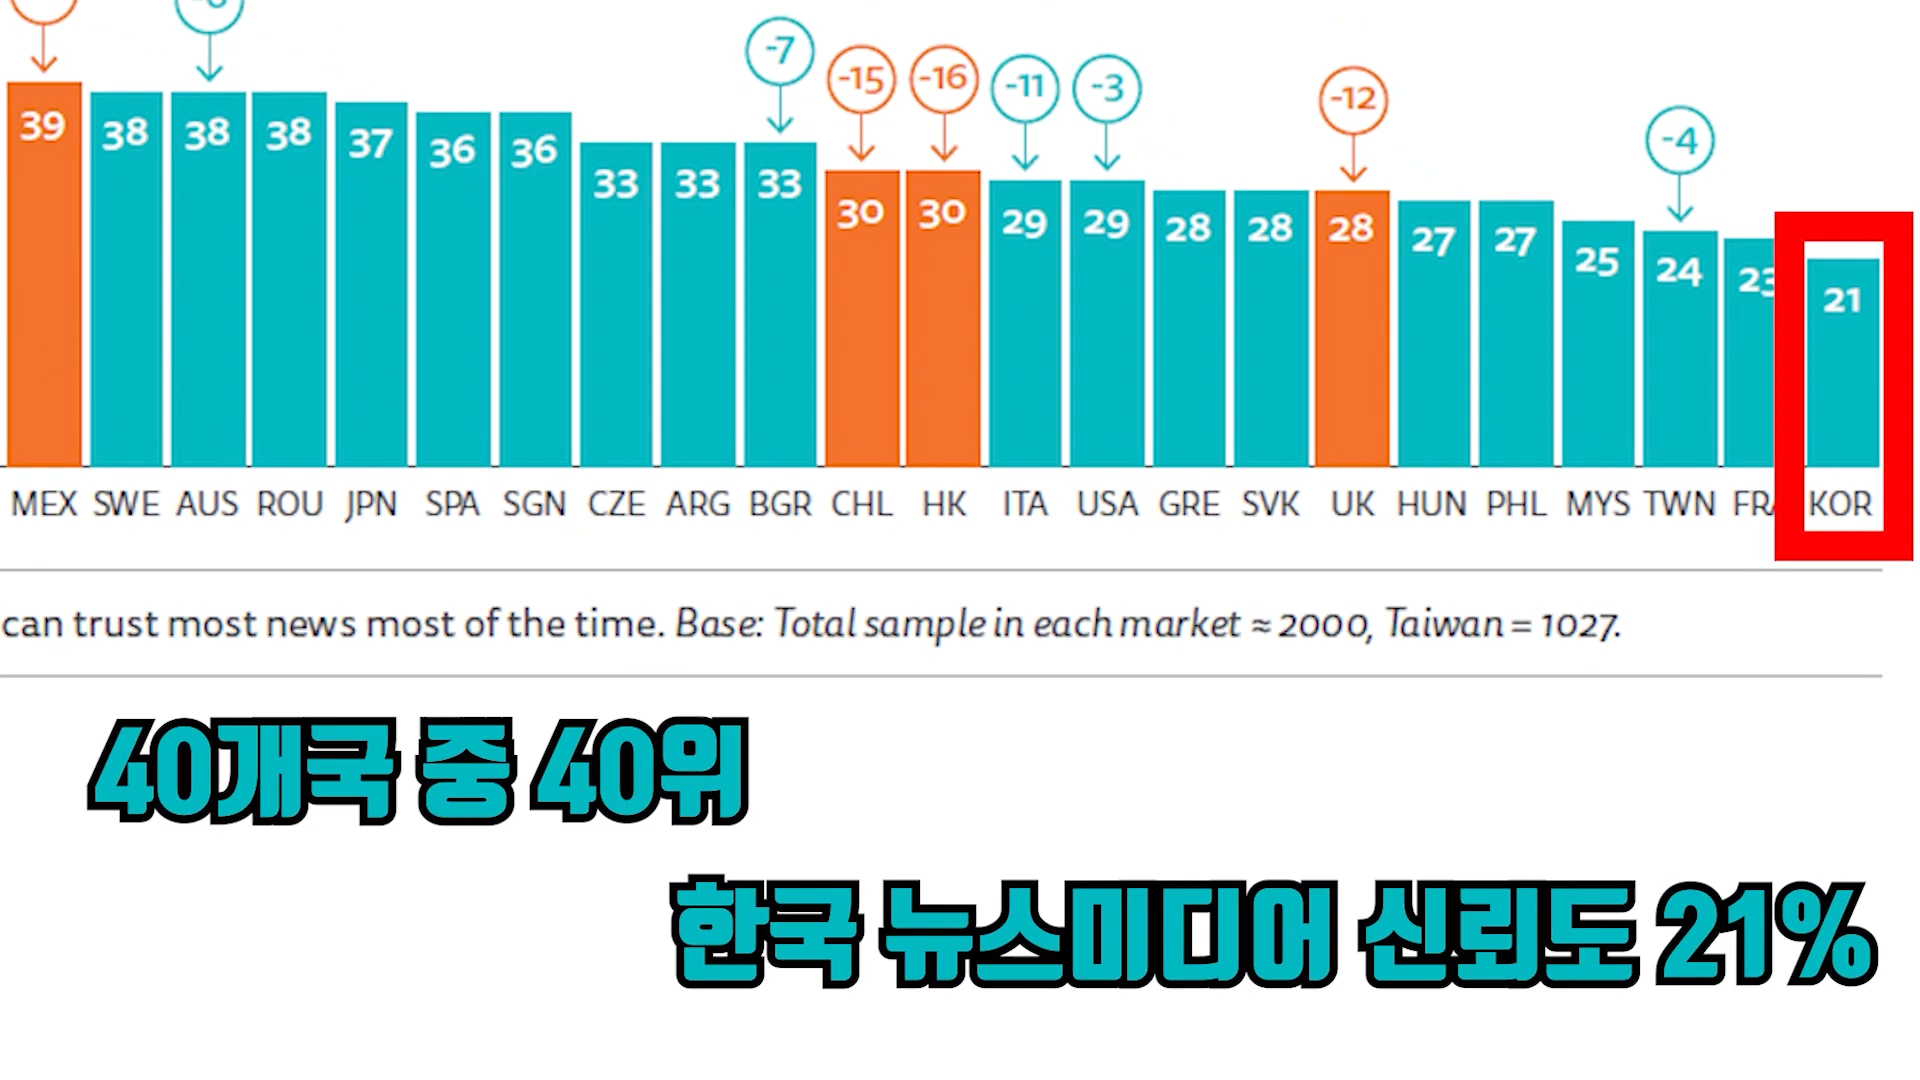 -7 -15 -16 -11 -3 -12 -4
39 38 38 38 37 36 36 33 33 33 30 30 29 29 28 28 28 27 27 25 24 23 21
MEX SWE AUS ROU JPN SPA SGN CZE ARG BGR CHL HK ITA USA GRE SVK UK HUN PHL MYS TWN FRA KOR
can trust most news most of the time. Base: Total sample in each market ≈ 2000, Taiwan = 1027.
40개국 중 40위
한국 뉴스미디어 신뢰도 21%